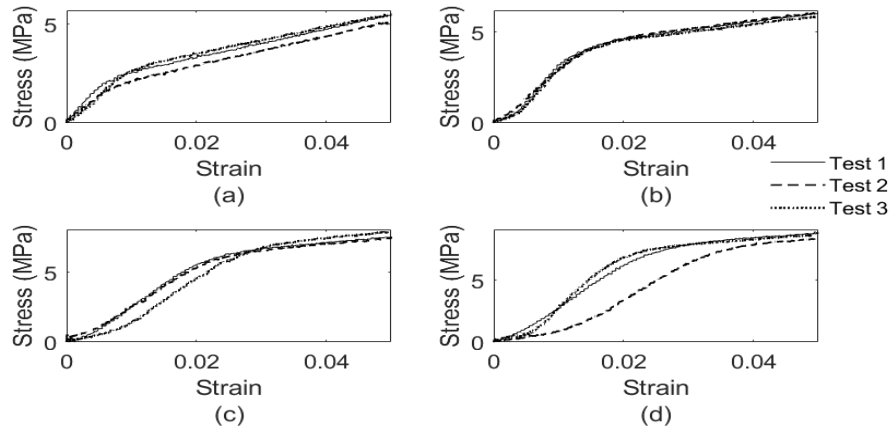 Stress (MPa)
5
0
0
0.02
0.04
Strain
(a)
Stress (MPa)
5
0
0
0.02
0.04
Strain
(b)
Test 1
Test 2
Test 3
Stress (MPa)
5
0
0
0.02
0.04
Strain
(c)
Stress (MPa)
5
0
0
0.02
0.04
Strain
(d)